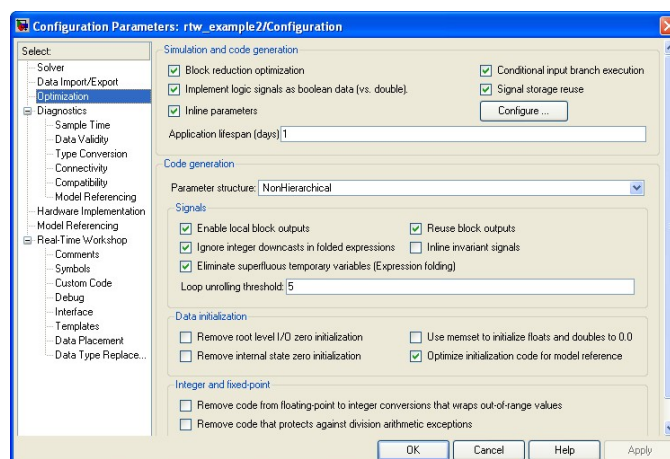 Configuration Parameters: rtw_example2/Configuration
Select:
Solver
Data Import/Export
Optimization
Diagnostics
Sample Time
Data Validity
Type Conversion
Connectivity
Compatibility
Model Referencing
Hardware Implementation
Model Referencing
Real-Time Workshop
Comments
Symbols
Custom Code
Debug
Interface
Templates
Data Placement
Data Type Replace...
Simulation and code generation
Block reduction optimization
Conditional input branch execution
Implement logic signals as boolean data (vs. double).
Signal storage reuse
Inline parameters
Configure ...
Application lifespan (days) 1
Code generation
Parameter structure: NonHierarchical
Signals
Enable local block outputs
Reuse block outputs
Ignore integer downcasts in folded expressions
Inline invariant signals
Eliminate superfluous temporary variables (Expression folding)
Loop unrolling threshold: 5
Data initialization
Remove root level I/O zero initialization
Use memset to initialize floats and doubles to 0.0
Remove internal state zero initialization
Optimize initialization code for model reference
Integer and fixed-point
Remove code from floating-point to integer conversions that wraps out-of-range values
Remove code that protects against division arithmetic exceptions
OK
Cancel
Help
Apply